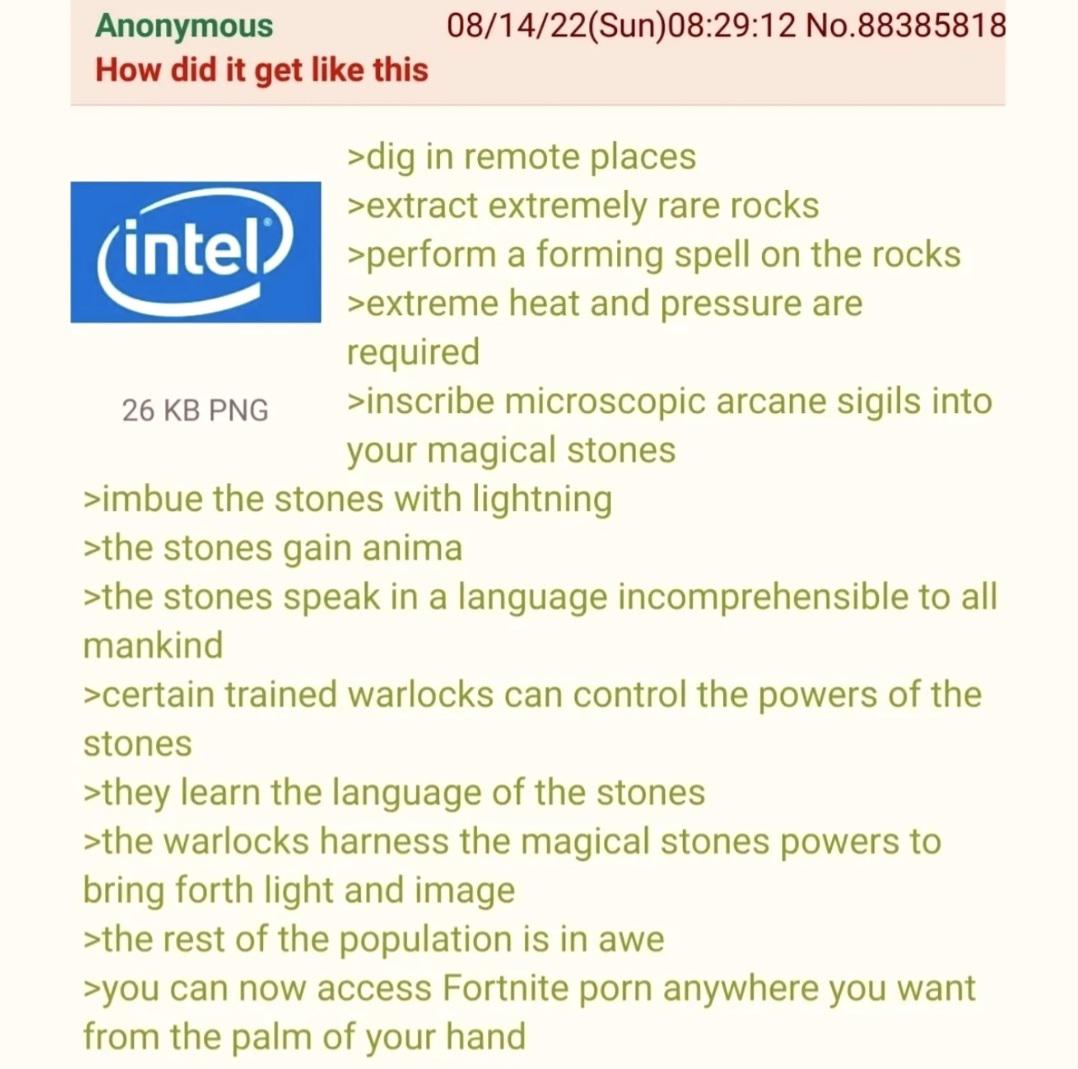 Anonymous 08/14/22(Sun)08:29:12 No.88385818
How did it get like this
>dig in remote places
>extract extremely rare rocks
>perform a forming spell on the rocks
>extreme heat and pressure are
required
>inscribe microscopic arcane sigils into
your magical stones
intel®
26 KB PNG
>imbue the stones with lightning
>the stones gain anima
>the stones speak in a language incomprehensible to all
mankind
>certain trained warlocks can control the powers of the
stones
>they learn the language of the stones
>the warlocks harness the magical stones powers to
bring forth light and image
>the rest of the population is in awe
>you can now access Fortnite porn anywhere you want
from the palm of your hand